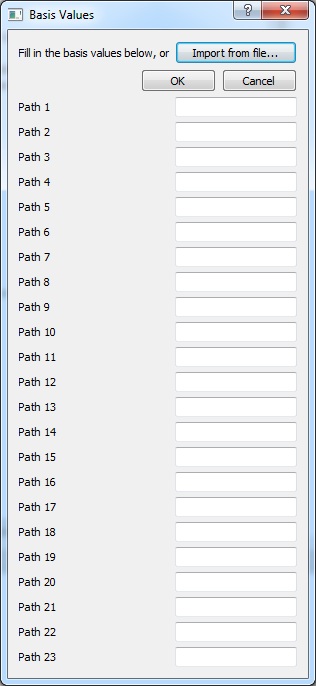 Basis Values
Fill in the basis values below, or Import from file...
OK Cancel
Path 1
Path 2
Path 3
Path 4
Path 5
Path 6
Path 7
Path 8
Path 9
Path 10
Path 11
Path 12
Path 13
Path 14
Path 15
Path 16
Path 17
Path 18
Path 19
Path 20
Path 21
Path 22
Path 23